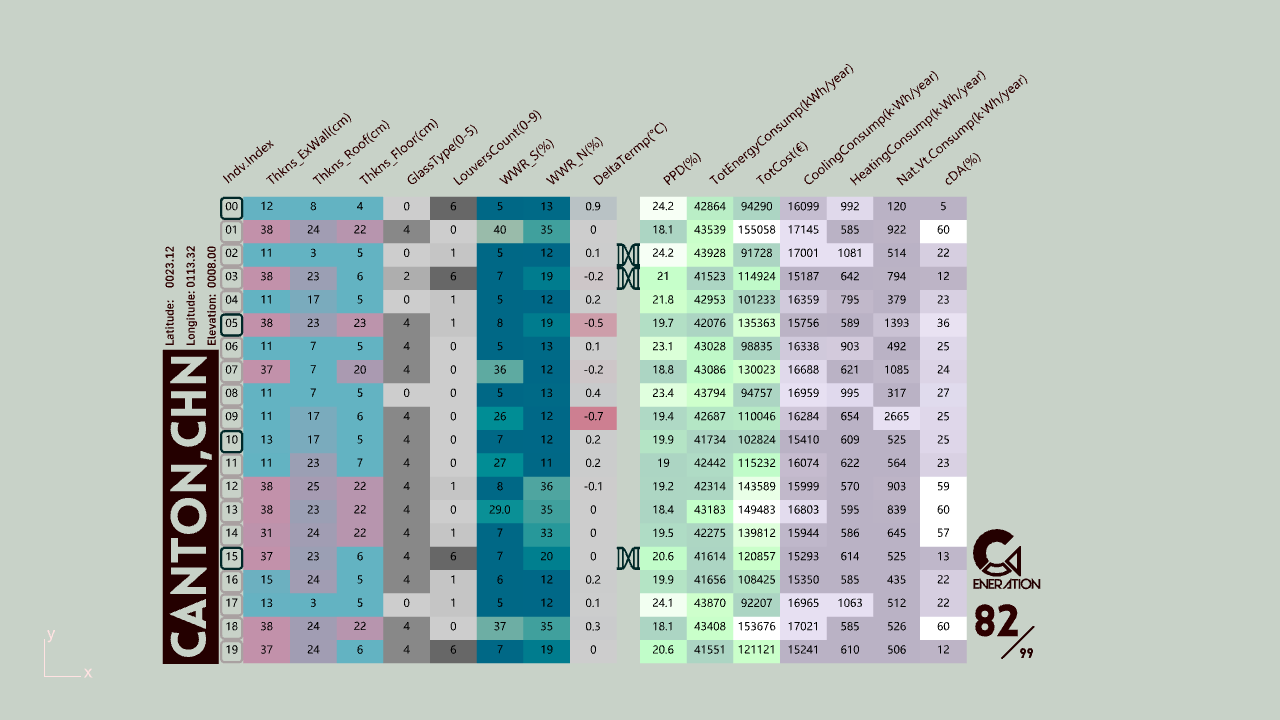 Indv.Index Thkns_ExWall(cm) Thkns_Roof(cm) Thkns_Floor(cm) GlassType(0-5) LouversCount(0-9) WWR_S(%) WWR_N(%) DeltaTermp(°C) PPD(%) TotEnergyConsump(kWh/year) TotCost(€) CoolingConsump(k·Wh/year) HeatingConsump(k·Wh/year) Nat.Vt.Consump(k·Wh/year) cDA(%)
00 12 8 4 0 6 5 13 0.9 24.2 42864 94290 16099 992 120 5
01 38 24 22 4 0 40 35 0 18.1 43539 155058 17145 585 922 60
02 11 3 5 0 1 5 12 0.1 24.2 43928 91728 17001 1081 514 22
03 38 23 6 2 6 7 19 -0.2 21 41523 114924 15187 642 794 12
04 11 17 5 0 1 5 12 0.2 21.8 42953 101233 16359 795 379 23
05 38 23 23 4 1 8 19 -0.5 19.7 42076 135363 15756 589 1393 36
06 11 7 5 4 0 5 13 0.1 23.1 43028 98835 16338 903 492 25
07 37 7 20 4 0 36 12 -0.2 18.8 43086 130023 16688 621 1085 24
08 11 7 5 0 0 5 13 0.4 23.4 43794 94757 16959 995 317 27
09 11 17 6 4 0 26 12 -0.7 19.4 42687 110046 16284 654 2665 25
10 13 17 5 4 0 7 12 0.2 19.9 41734 102824 15410 609 525 25
11 11 23 7 4 0 27 11 0.2 19 42442 115232 16074 622 564 23
12 38 25 22 4 1 8 36 -0.1 19.2 42314 143589 15999 570 903 59
13 38 23 22 4 0 29.0 35 0 18.4 43183 149483 16803 595 839 60
14 31 24 22 4 1 7 33 0 19.5 42275 139812 15944 586 645 57
15 37 23 6 4 6 7 20 0 20.6 41614 120857 15293 614 525 13
16 15 24 5 4 1 6 12 0.2 19.9 41656 108425 15350 585 435 22
17 13 3 5 0 1 5 12 0.1 24.1 43870 92207 16965 1063 512 22
18 38 24 22 4 0 37 35 0.3 18.1 43408 153676 17021 585 526 60
19 37 24 6 4 6 7 19 0 20.6 41551 121121 15241 610 506 12
Latitude: 0023.12
Longitude: 0113.32
Elevation: 0008.00
CANTON,CHN
ENERATION
82/99
y
x